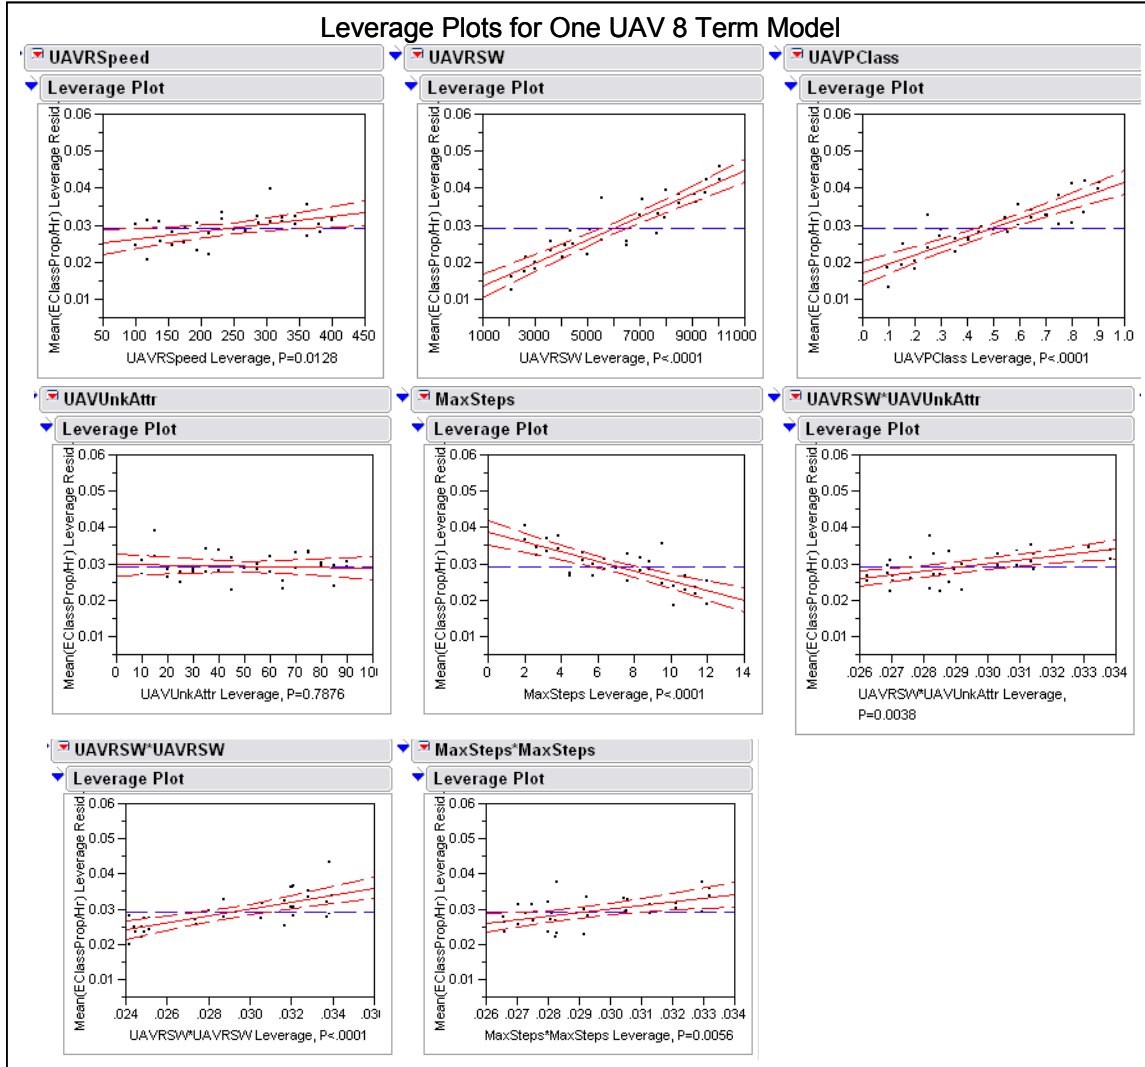 Leverage Plots for One UAV 8 Term Model
UAVRSpeed
Leverage Plot
Mean(EClassProp/Hr) Leverage Resid
0.06
0.05
0.04
0.03
0.02
0.01
50 100 150 200 250 300 350 400 450
UAVRSpeed Leverage, P=0.0128
UAVRSW
Leverage Plot
Mean(EClassProp/Hr) Leverage Resid
0.06
0.05
0.04
0.03
0.02
0.01
1000 3000 5000 7000 9000 11000
UAVRSW Leverage, P<.0001
UAVPClass
Leverage Plot
Mean(EClassProp/Hr) Leverage Resid
0.06
0.05
0.04
0.03
0.02
0.01
.0 .1 .2 .3 .4 .5 .6 .7 .8 .9 1.0
UAVPClass Leverage, P<.0001
UAVUnkAttr
Leverage Plot
Mean(EClassProp/Hr) Leverage Resid
0.06
0.05
0.04
0.03
0.02
0.01
0 10 20 30 40 50 60 70 80 90 100
UAVUnkAttr Leverage, P=0.7876
MaxSteps
Leverage Plot
Mean(EClassProp/Hr) Leverage Resid
0.06
0.05
0.04
0.03
0.02
0.01
0 2 4 6 8 10 12 14
MaxSteps Leverage, P<.0001
UAVRSW*UAVUnkAttr
Leverage Plot
Mean(EClassProp/Hr) Leverage Resid
0.06
0.05
0.04
0.03
0.02
0.01
.026 .027 .028 .029 .030 .031 .032 .033 .034
UAVRSW*UAVUnkAttr Leverage,
P=0.0038
UAVRSW*UAVRSW
Leverage Plot
Mean(EClassProp/Hr) Leverage Resid
0.06
0.05
0.04
0.03
0.02
0.01
.024 .026 .028 .030 .032 .034
UAVRSW*UAVRSW Leverage, P<.0001
MaxSteps*MaxSteps
Leverage Plot
Mean(EClassProp/Hr) Leverage Resid
0.06
0.05
0.04
0.03
0.02
0.01
.026 .027 .028 .029 .030 .031 .032 .033 .034
MaxSteps*MaxSteps Leverage, P=0.0056